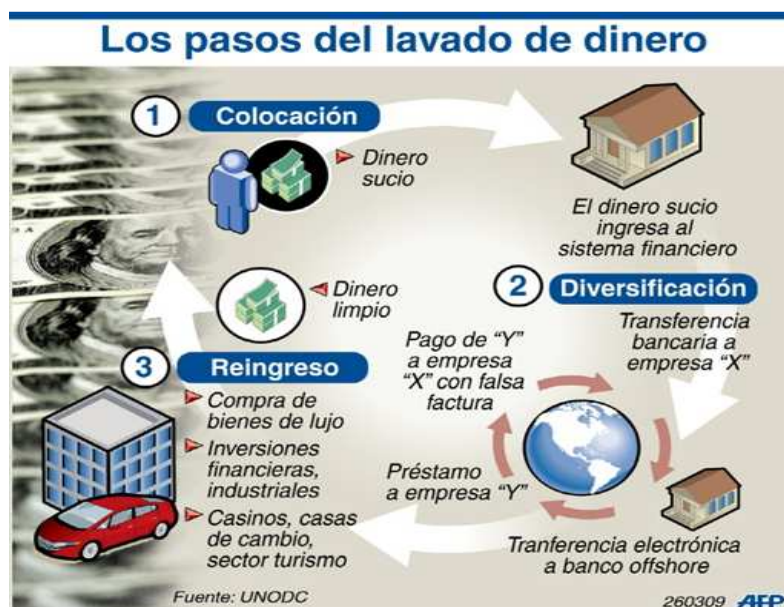 Los pasos del lavado de dinero
1 Colocación
Dinero
sucio
El dinero sucio
ingresa al
sistema financiero
2 Diversificación
Transferencia
bancaria a
empresa “X”
Tranferencia electrónica
a banco offshore
Préstamo
a empresa “Y”
Pago de “Y”
a empresa
“X” con falsa
factura
3 Reingreso
Compra de
bienes de lujo
Inversiones
financieras,
industriales
Casinos, casas
de cambio,
sector turismo
Dinero
limpio
Fuente: UNODC
260309 AFP